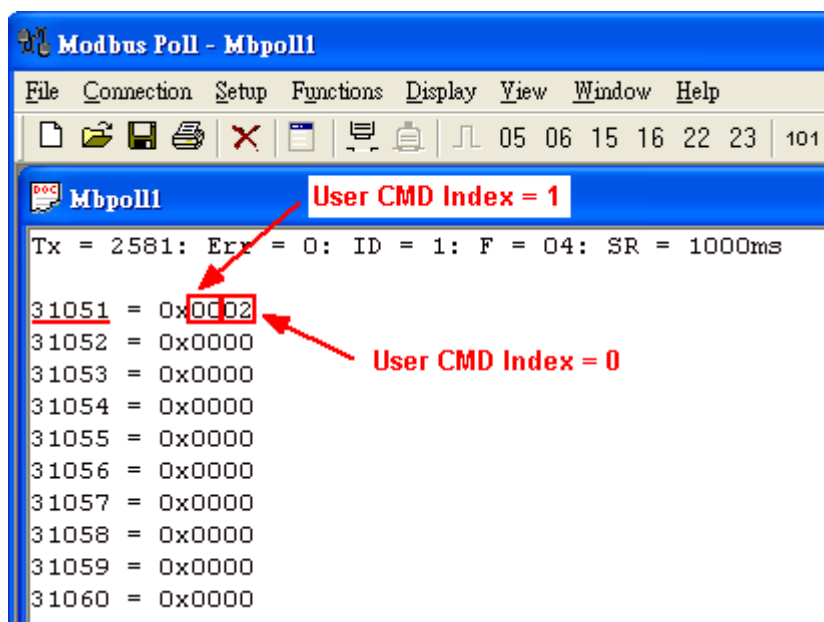 Modbus Poll - Mbpoll1
File Connection Setup Functions Display View Window Help
05 06 15 16 22 23 101
DOC Mbpoll1
User CMD Index = 1
Tx = 2581: Err = 0: ID = 1: F = 04: SR = 1000ms
31051 = 0x0002
31052 = 0x0000
User CMD Index = 0
31053 = 0x0000
31054 = 0x0000
31055 = 0x0000
31056 = 0x0000
31057 = 0x0000
31058 = 0x0000
31059 = 0x0000
31060 = 0x0000